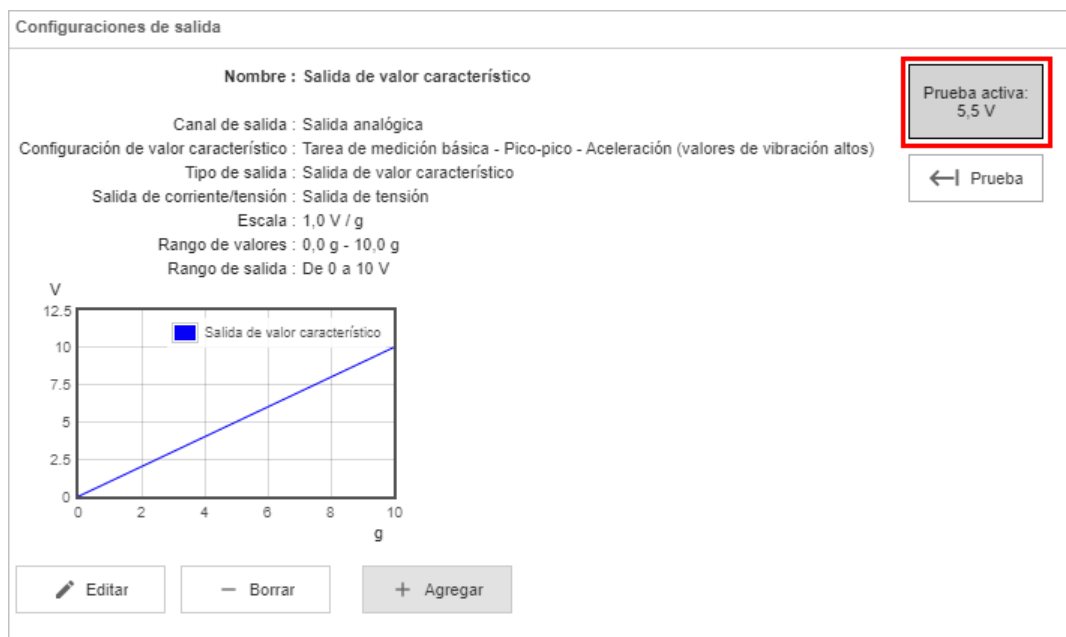 Configuraciones de salida
Nombre : Salida de valor característico
Prueba activa:
5,5 V
Canal de salida : Salida analógica
Configuración de valor característico : Tarea de medición básica - Pico-pico - Aceleración (valores de vibración altos)
Tipo de salida : Salida de valor característico
Prueba
Salida de corriente/tensión : Salida de tensión
Escala : 1,0 V / g
Rango de valores : 0,0 g - 10,0 g
Rango de salida : De 0 a 10 V
V
12.5
Salida de valor característico
10
7.5
5
2.5
0
0 2 4 6 8 10
g
Editar
Borrar
Agregar